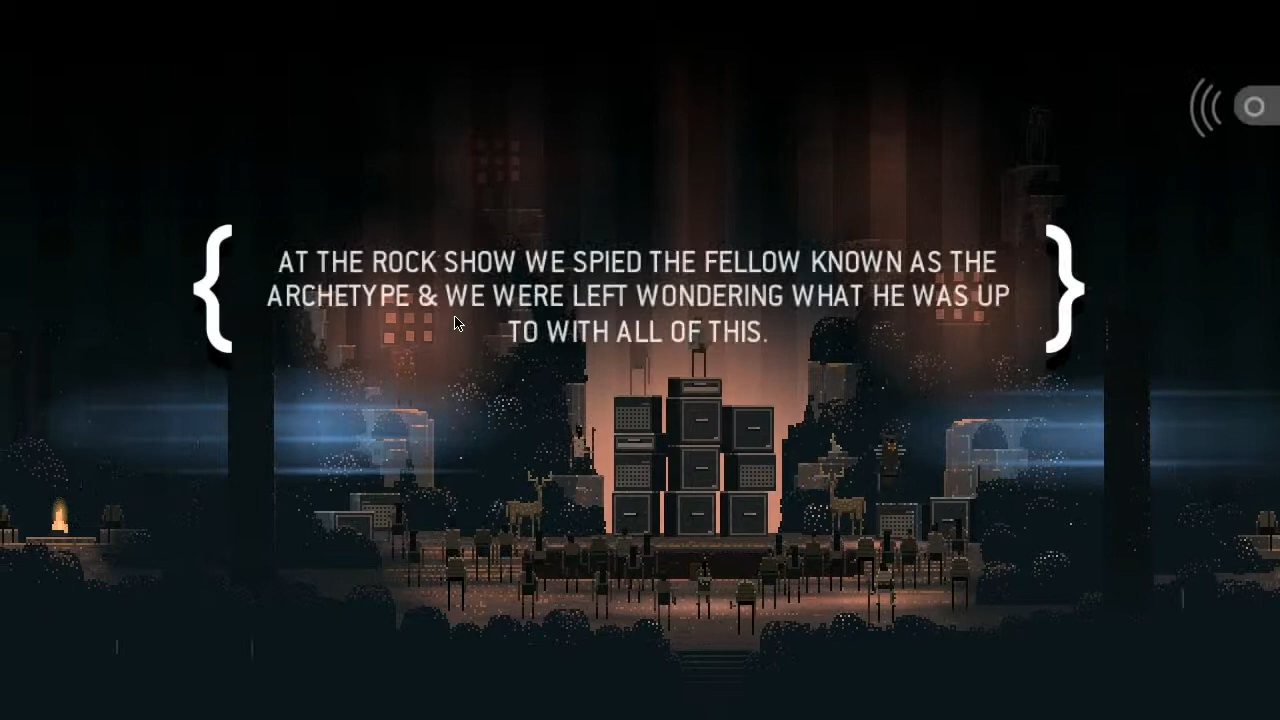 AT THE ROCK SHOW WE SPIED THE FELLOW KNOWN AS THE
ARCHETYPE & WE WERE LEFT WONDERING WHAT HE WAS UP
TO WITH ALL OF THIS.